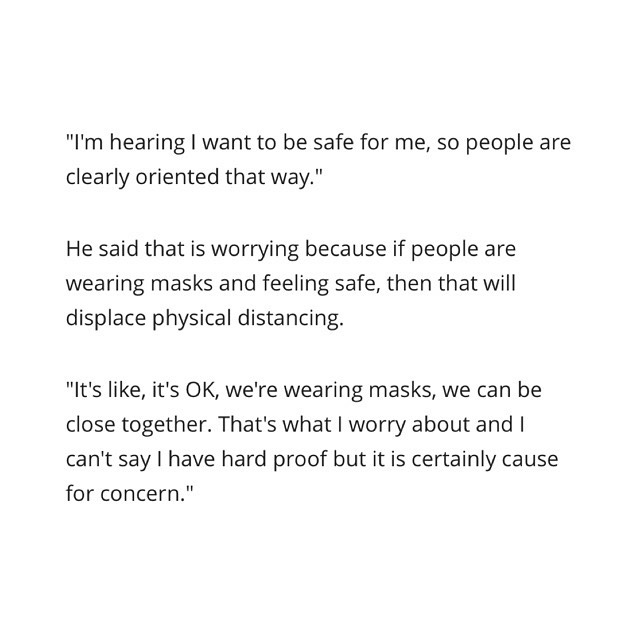 "I'm hearing I want to be safe for me, so people are
clearly oriented that way."
He said that is worrying because if people are
wearing masks and feeling safe, then that will
displace physical distancing.
"It's like, it's OK, we're wearing masks, we can be
close together. That's what I worry about and I
can't say I have hard proof but it is certainly cause
for concern."